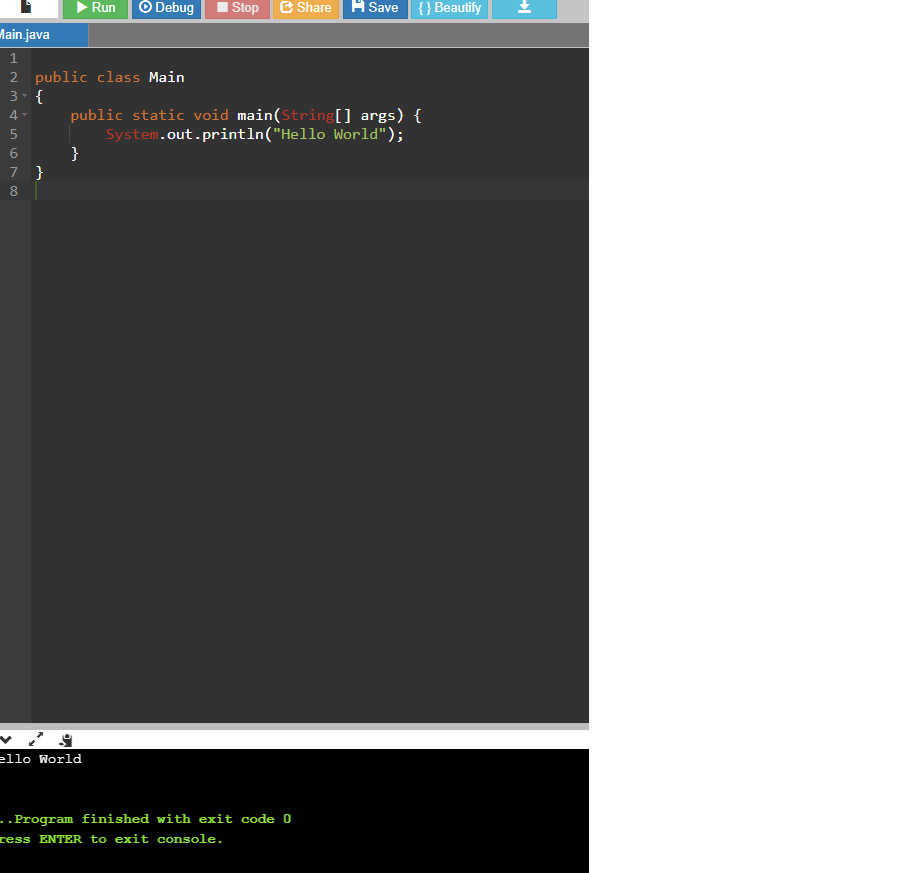 Run Debug Stop Share Save { } Beautify
Main.java
1
2 public class Main
3 {
4 public static void main(String[] args) {
5 System.out.println("Hello World");
6 }
7 }
8
ello World
..Program finished with exit code 0
ress ENTER to exit console.